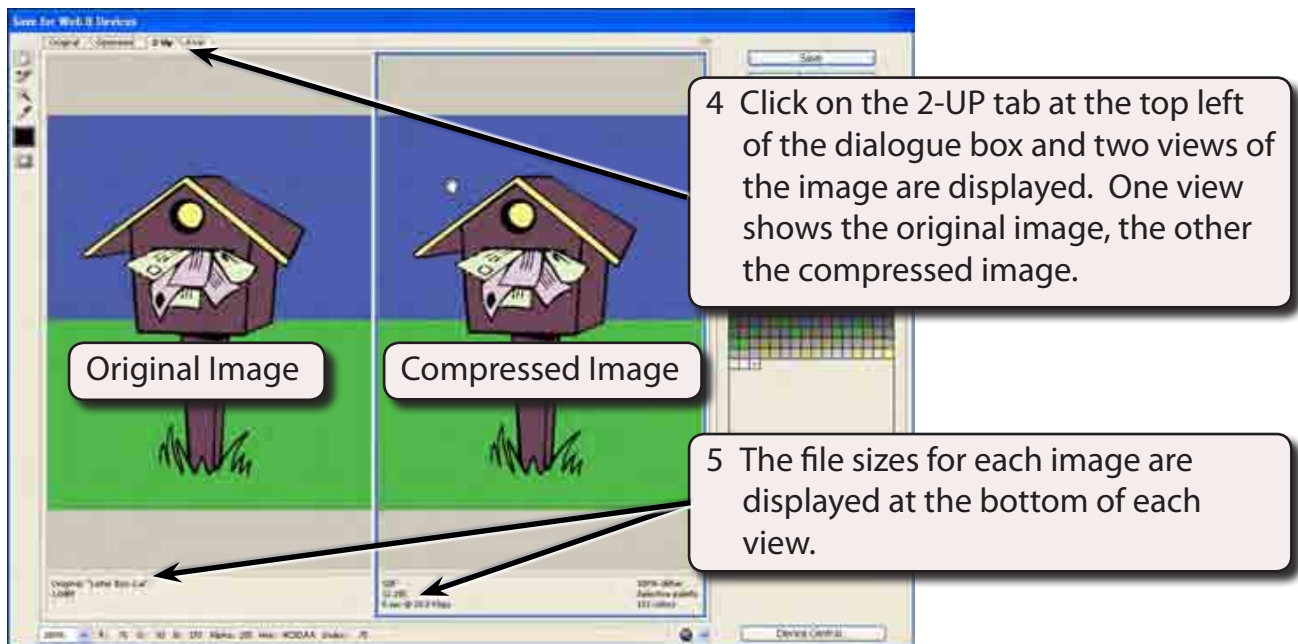 Save for Web & Devices
Original Optimized 2-Up 4-Up
Save
4 Click on the 2-UP tab at the top left
of the dialogue box and two views of
the image are displayed. One view
shows the original image, the other
the compressed image.
Original Image
Compressed Image
5 The file sizes for each image are
displayed at the bottom of each
view.
Original:
GIF
100% dither
Selective palette
Device Central...